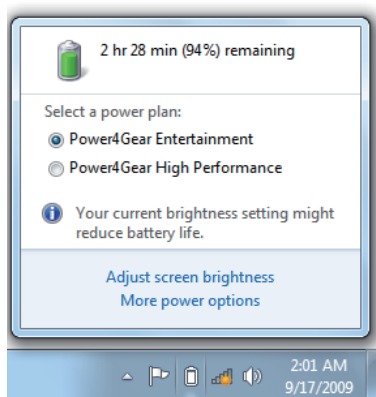 2 hr 28 min (94%) remaining
Select a power plan:
Power4Gear Entertainment
Power4Gear High Performance
Your current brightness setting might
reduce battery life.
Adjust screen brightness
More power options
2:01 AM
9/17/2009